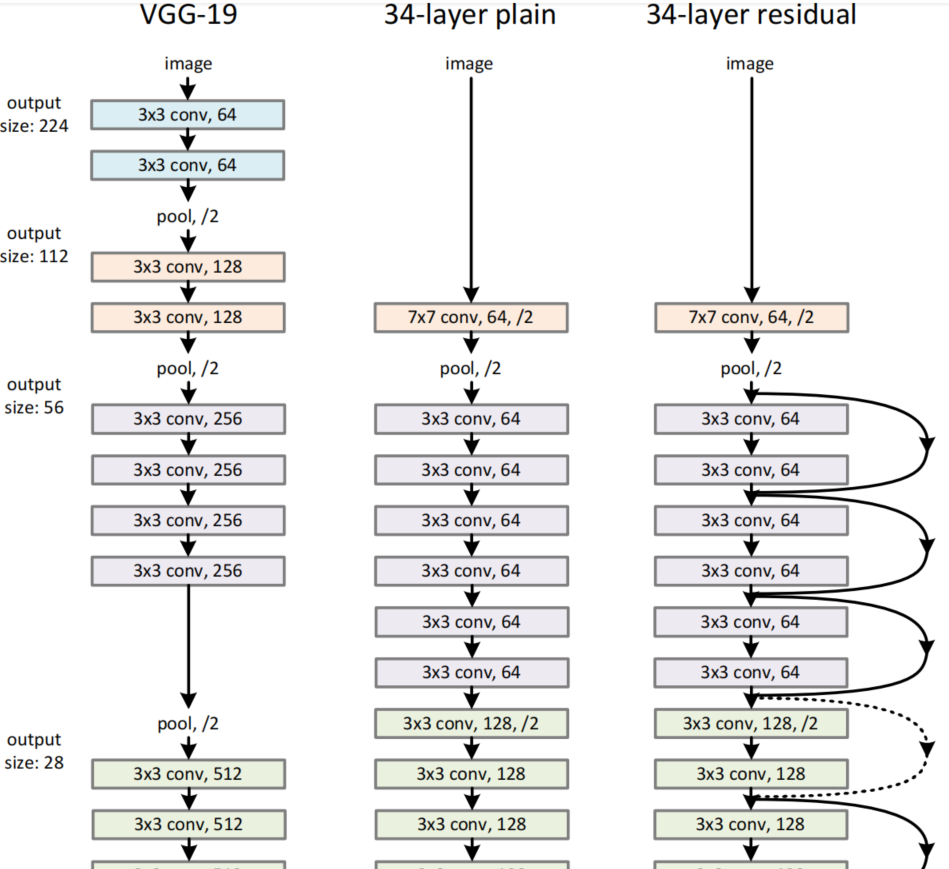 VGG-19
34-layer plain
34-layer residual
image
image
image
output
size: 224
3x3 conv, 64
3x3 conv, 64
pool, /2
output
size: 112
3x3 conv, 128
3x3 conv, 128
7x7 conv, 64, /2
7x7 conv, 64, /2
pool, /2
pool, /2
pool, /2
output
size: 56
3x3 conv, 256
3x3 conv, 64
3x3 conv, 64
3x3 conv, 256
3x3 conv, 64
3x3 conv, 64
3x3 conv, 256
3x3 conv, 64
3x3 conv, 64
3x3 conv, 256
3x3 conv, 64
3x3 conv, 64
3x3 conv, 64
3x3 conv, 64
3x3 conv, 64
3x3 conv, 64
pool, /2
3x3 conv, 128, /2
3x3 conv, 128, /2
output
size: 28
3x3 conv, 512
3x3 conv, 128
3x3 conv, 128
3x3 conv, 512
3x3 conv, 128
3x3 conv, 128